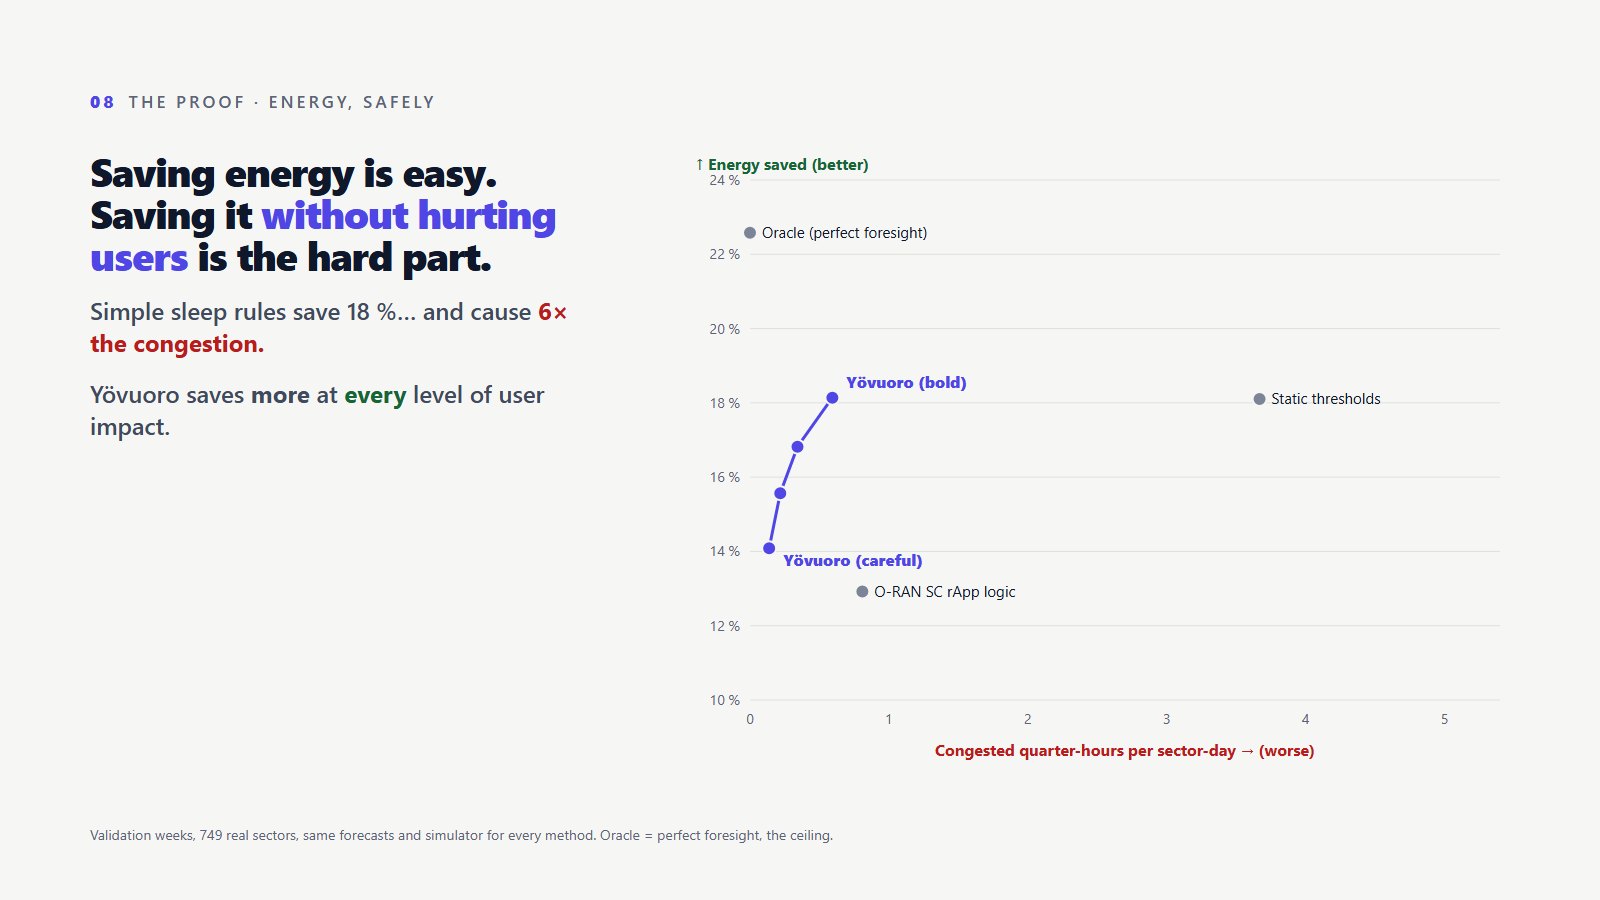 08 THE PROOF · ENERGY, SAFELY
Saving energy is easy.
Saving it without hurting
users is the hard part.
Simple sleep rules save 18 %… and cause 6×
the congestion.
Yövuoro saves more at every level of user
impact.
↑ Energy saved (better)
24 %
Oracle (perfect foresight)
22 %
20 %
Yövuoro (bold)
18 %
Static thresholds
16 %
14 %
Yövuoro (careful)
O-RAN SC rApp logic
12 %
10 %
0 1 2 3 4 5
Congested quarter-hours per sector-day → (worse)
Validation weeks, 749 real sectors, same forecasts and simulator for every method. Oracle = perfect foresight, the ceiling.